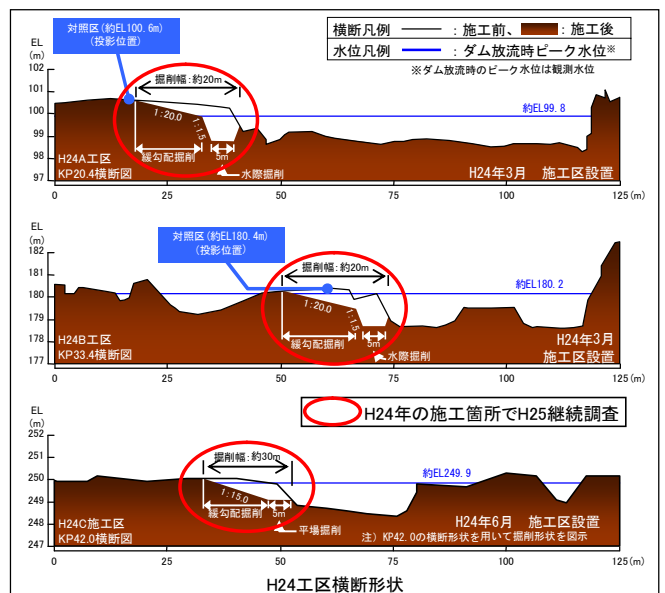 横断凡例 ―― : 施工前、 : 施工後
水位凡例 ―― : ダム放流時ピーク水位※
※ダム放流時のピーク水位は観測水位
対照区(約EL100.6m)
(投影位置)
EL
(m)
102
101
100
99
98
97
掘削幅:約20m
1:20.0
1:1.5
緩勾配掘削
5m
水際掘削
約EL99.8
H24A工区
KP20.4横断図
H24年3月 施工区設置
0 25 50 75 100 125(m)
対照区(約EL180.4m)
(投影位置)
EL
(m)
182
181
180
179
178
177
掘削幅:約20m
1:20.0
1:1.5
緩勾配掘削
5m
水際掘削
約EL180.2
H24B工区
KP33.4横断図
H24年3月
施工区設置
0 25 50 75 100 125(m)
H24年の施工箇所でH25継続調査
EL
(m)
252
251
250
249
248
247
掘削幅:約30m
1:15.0
緩勾配掘削
5m
平場掘削
約EL249.9
H24C施工区
KP42.0横断図
H24年6月 施工区設置
注) KP42.0の横断形状を用いて掘削形状を図示
0 25 50 75 100 125(m)
H24工区横断形状